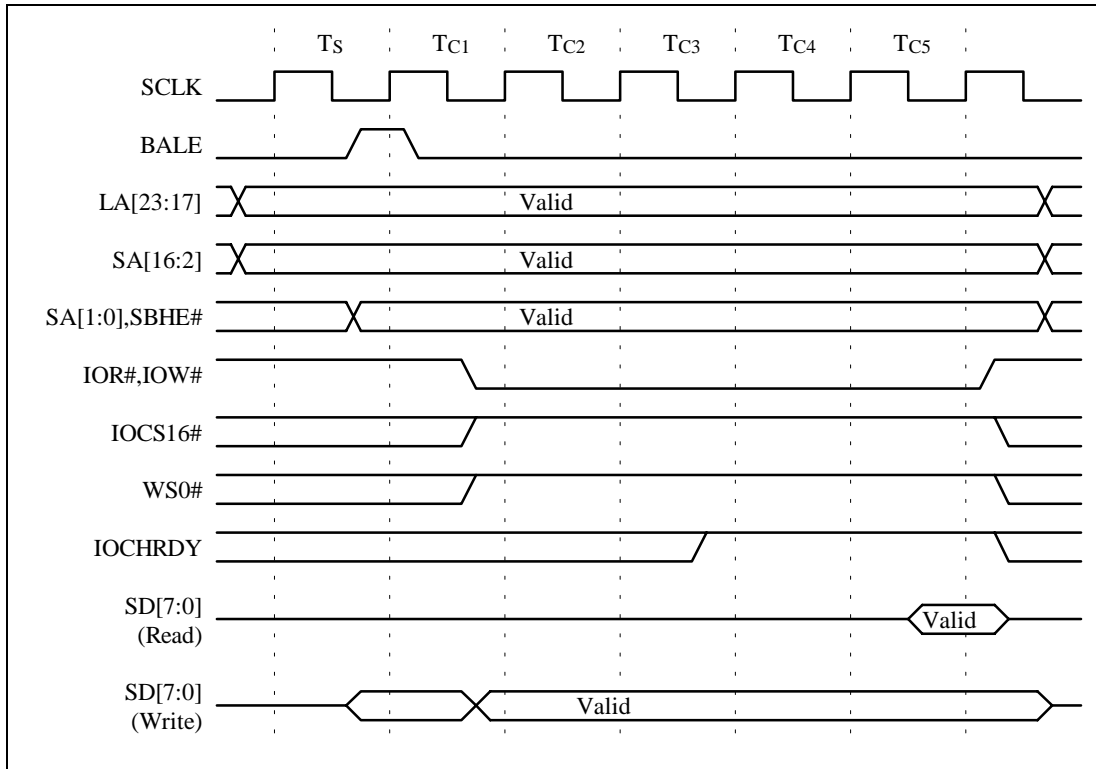 TS TC1 TC2 TC3 TC4 TC5
SCLK
BALE
LA[23:17] Valid
SA[16:2] Valid
SA[1:0],SBHE# Valid
IOR#,IOW#
IOCS16#
WS0#
IOCHRDY
SD[7:0]
(Read) Valid
SD[7:0]
(Write) Valid